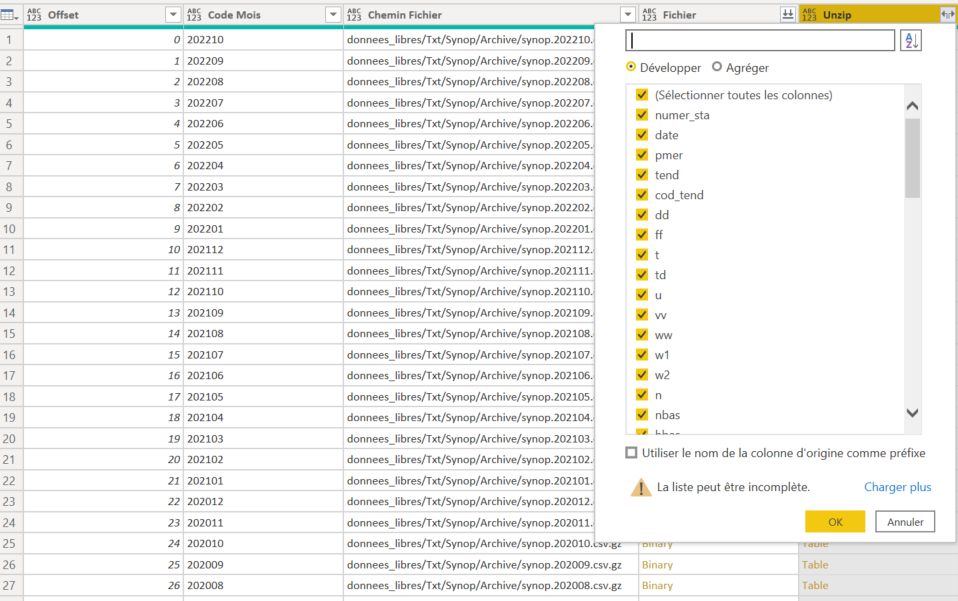 ABC 123 Offset ABC 123 Code Mois ABC 123 Chemin Fichier ABC 123 Fichier ABC 123 Unzip
1 0 202210 donnees_libres/Txt/Synop/Archive/synop.202210.
2 1 202209 donnees_libres/Txt/Synop/Archive/synop.202209.
3 2 202208 donnees_libres/Txt/Synop/Archive/synop.202208.
4 3 202207 donnees_libres/Txt/Synop/Archive/synop.202207.
5 4 202206 donnees_libres/Txt/Synop/Archive/synop.202206.
6 5 202205 donnees_libres/Txt/Synop/Archive/synop.202205.
7 6 202204 donnees_libres/Txt/Synop/Archive/synop.202204.
8 7 202203 donnees_libres/Txt/Synop/Archive/synop.202203.
9 8 202202 donnees_libres/Txt/Synop/Archive/synop.202202.
10 9 202201 donnees_libres/Txt/Synop/Archive/synop.202201.
11 10 202112 donnees_libres/Txt/Synop/Archive/synop.202112.
12 11 202111 donnees_libres/Txt/Synop/Archive/synop.202111.
13 12 202110 donnees_libres/Txt/Synop/Archive/synop.202110.
14 13 202109 donnees_libres/Txt/Synop/Archive/synop.202109.
15 14 202108 donnees_libres/Txt/Synop/Archive/synop.202108.
16 15 202107 donnees_libres/Txt/Synop/Archive/synop.202107.
17 16 202106 donnees_libres/Txt/Synop/Archive/synop.202106.
18 17 202105 donnees_libres/Txt/Synop/Archive/synop.202105.
19 18 202104 donnees_libres/Txt/Synop/Archive/synop.202104.
20 19 202103 donnees_libres/Txt/Synop/Archive/synop.202103.
21 20 202102 donnees_libres/Txt/Synop/Archive/synop.202102.
22 21 202101 donnees_libres/Txt/Synop/Archive/synop.202101.
23 22 202012 donnees_libres/Txt/Synop/Archive/synop.202012.
24 23 202011 donnees_libres/Txt/Synop/Archive/synop.202011.
25 24 202010 donnees_libres/Txt/Synop/Archive/synop.202010.csv.gz Binary Table
26 25 202009 donnees_libres/Txt/Synop/Archive/synop.202009.csv.gz Binary Table
27 26 202008 donnees_libres/Txt/Synop/Archive/synop.202008.csv.gz Binary Table
AZ
Développer Agréger
(Sélectionner toutes les colonnes)
numer_sta
date
pmer
tend
cod_tend
dd
ff
t
td
u
vv
ww
w1
w2
n
nbas
Utiliser le nom de la colonne d'origine comme préfixe
La liste peut être incomplète. Charger plus
OK Annuler